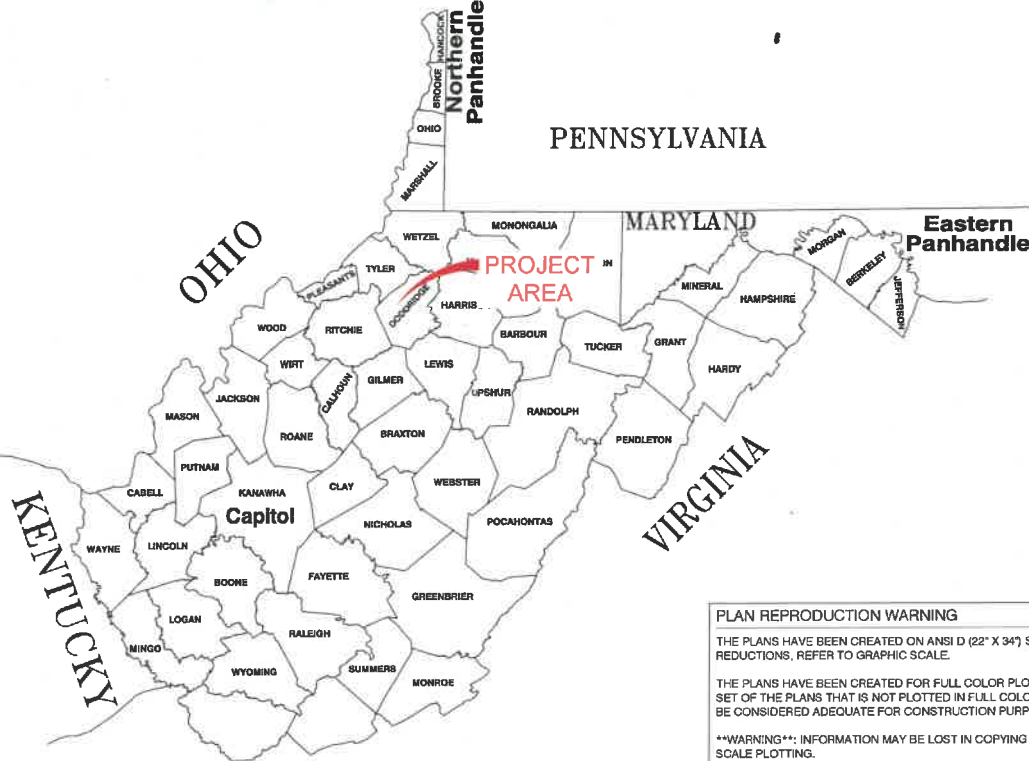 HANCOCK
Northern
Panhandle
BROOKE
OHIO
MARSHALL
PENNSYLVANIA
WETZEL
MONONGALIA
MARYLAND
Eastern
Panhandle
MORGAN
BERKELEY
JEFFERSON
OHIO
TYLER
PLEASANTS
DODDRIDGE
PROJECT
AREA
IN
HARRIS
MINERAL
HAMPSHIRE
WOOD
RITCHIE
BARBOUR
TUCKER
GRANT
HARDY
WIRT
CALHOUN
GILMER
LEWIS
UPSHUR
RANDOLPH
MASON
JACKSON
ROANE
BRAXTON
PENDLETON
PUTNAM
CABELL
KANAWHA
Capitol
CLAY
WEBSTER
NICHOLAS
POCAHONTAS
VIRGINIA
KENTUCKY
WAYNE
LINCOLN
BOONE
FAYETTE
GREENBRIER
LOGAN
MINGO
RALEIGH
WYOMING
SUMMERS
MONROE
PLAN REPRODUCTION WARNING
THE PLANS HAVE BEEN CREATED ON ANSI D (22" X 34") S
REDUCTIONS, REFER TO GRAPHIC SCALE.
THE PLANS HAVE BEEN CREATED FOR FULL COLOR PLO
SET OF THE PLANS THAT IS NOT PLOTTED IN FULL COLO
BE CONSIDERED ADEQUATE FOR CONSTRUCTION PURP
**WARNING**: INFORMATION MAY BE LOST IN COPYING
SCALE PLOTTING.